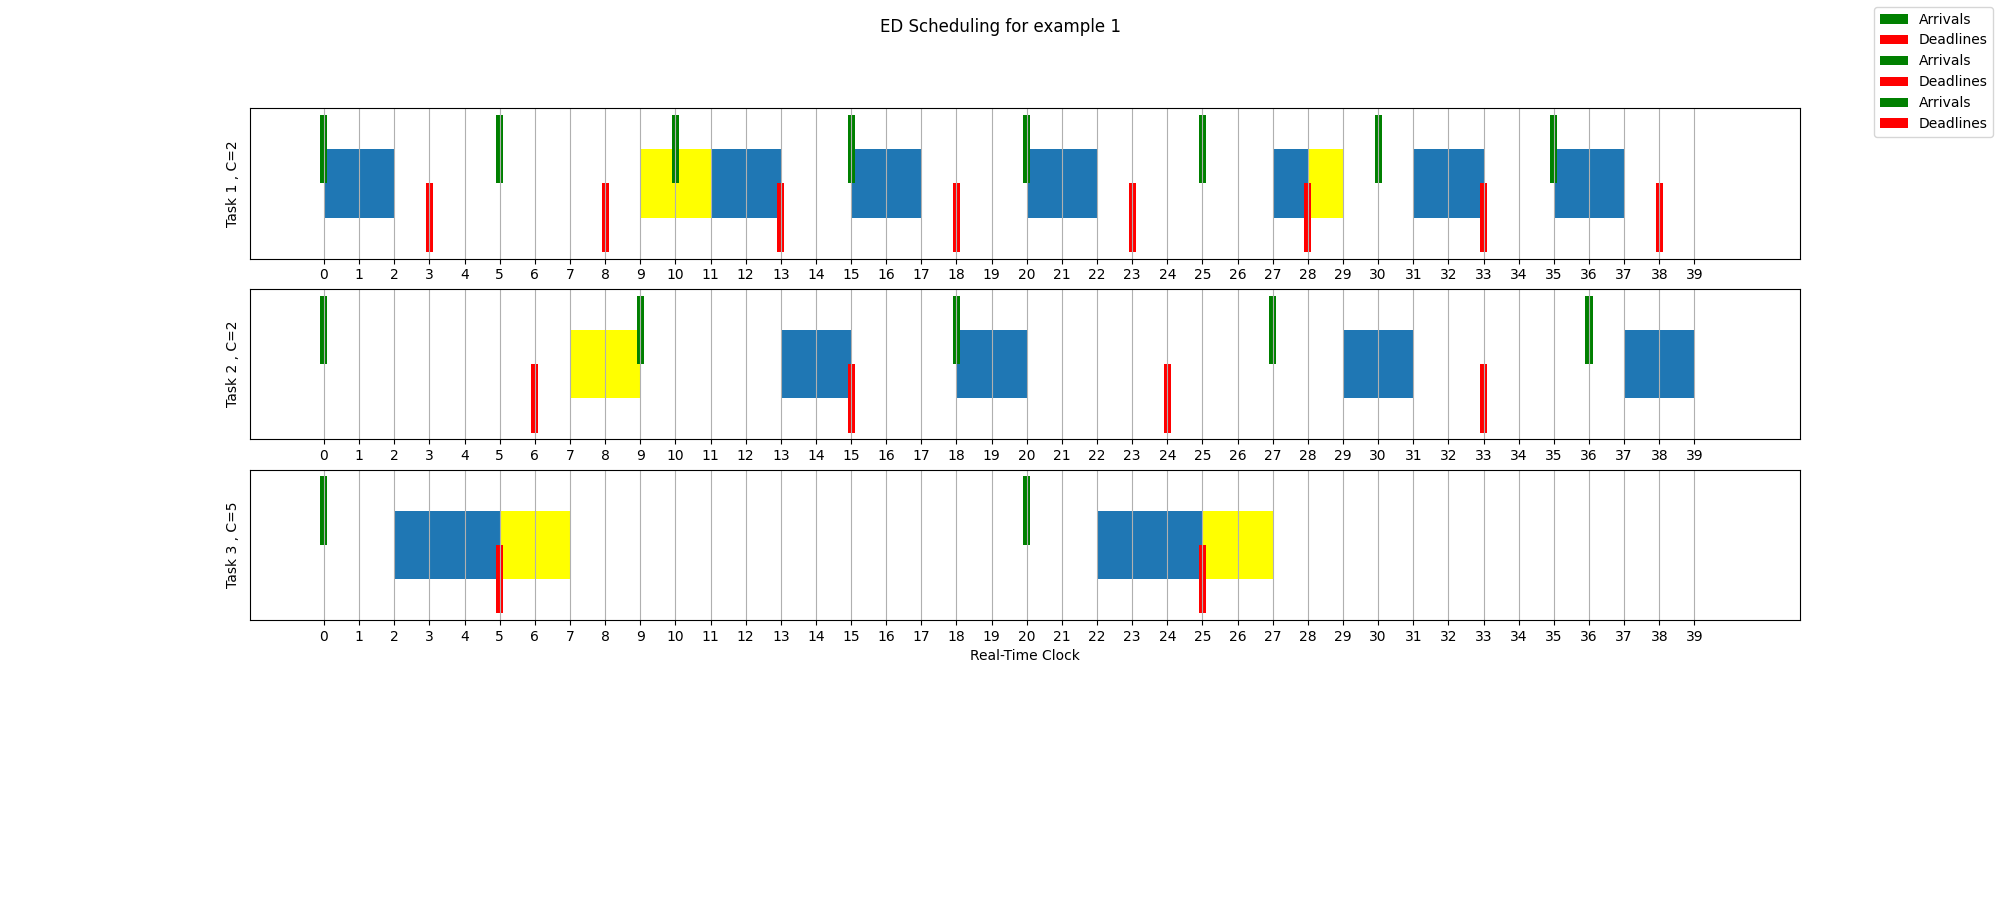 ED Scheduling for example 1
Arrivals
Deadlines
Arrivals
Deadlines
Arrivals
Deadlines
Task 1 , C=2
0 1 2 3 4 5 6 7 8 9 10 11 12 13 14 15 16 17 18 19 20 21 22 23 24 25 26 27 28 29 30 31 32 33 34 35 36 37 38 39
Task 2 , C=2
0 1 2 3 4 5 6 7 8 9 10 11 12 13 14 15 16 17 18 19 20 21 22 23 24 25 26 27 28 29 30 31 32 33 34 35 36 37 38 39
Task 3 , C=5
0 1 2 3 4 5 6 7 8 9 10 11 12 13 14 15 16 17 18 19 20 21 22 23 24 25 26 27 28 29 30 31 32 33 34 35 36 37 38 39
Real-Time Clock